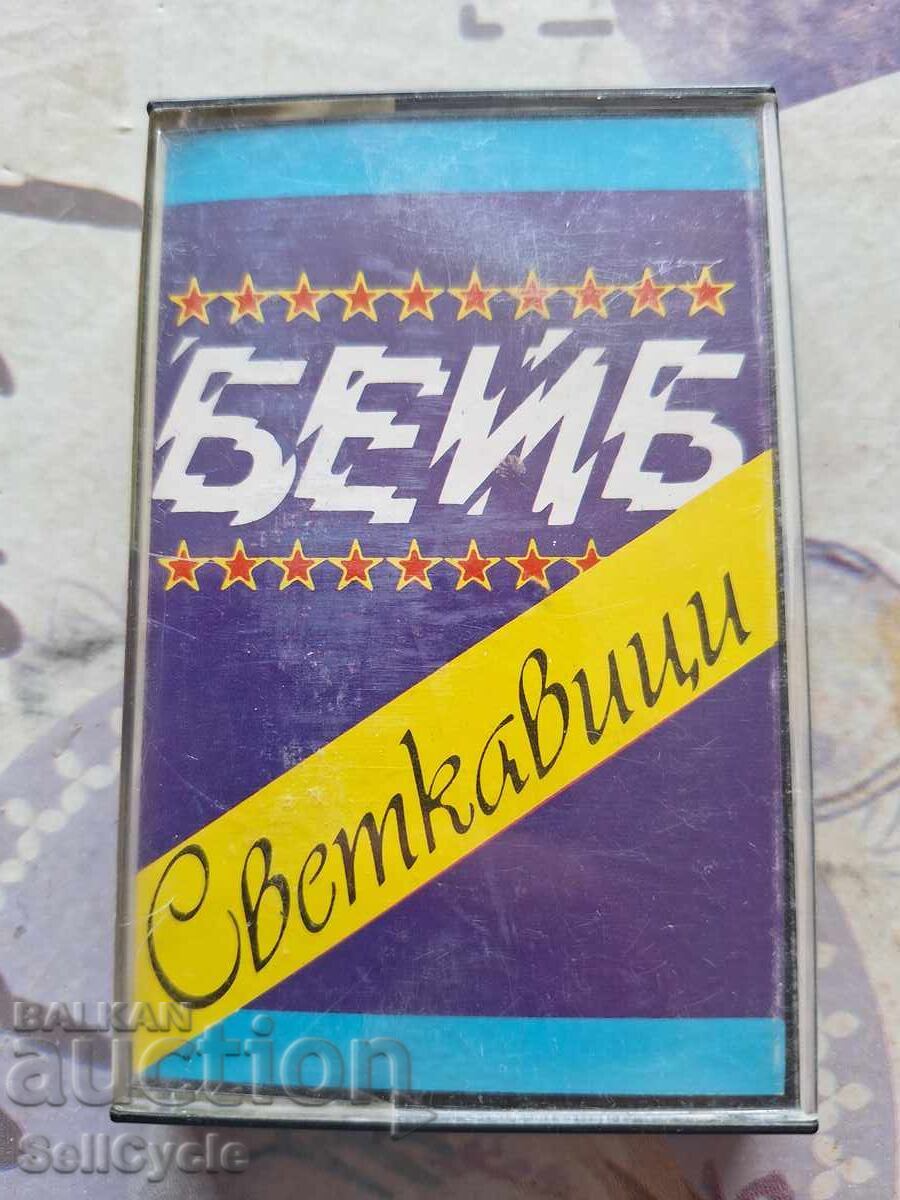 БЕЙБ
Светкавици
BALKAN
auction
SellCycle